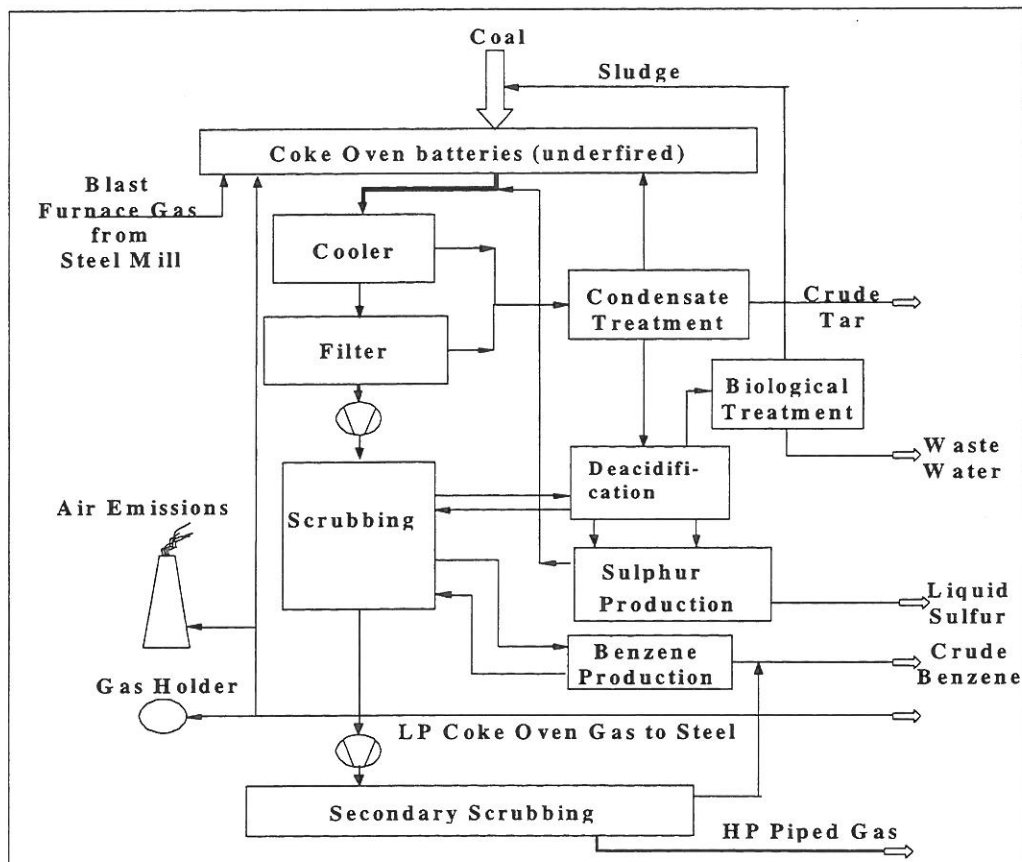 Coal
Sludge
Coke Oven batteries (underfired)
Blast
Furnace Gas
from
Steel Mill
Cooler
Condensate
Treatment
Crude
Tar
Filter
Biological
Treatment
Waste
Water
Deacidifi-
cation
Scrubbing
Air Emissions
Sulphur
Production
Liquid
Sulfur
Benzene
Production
Crude
Benzene
Gas Holder
LP Coke Oven Gas to Steel
Secondary Scrubbing
HP Piped Gas